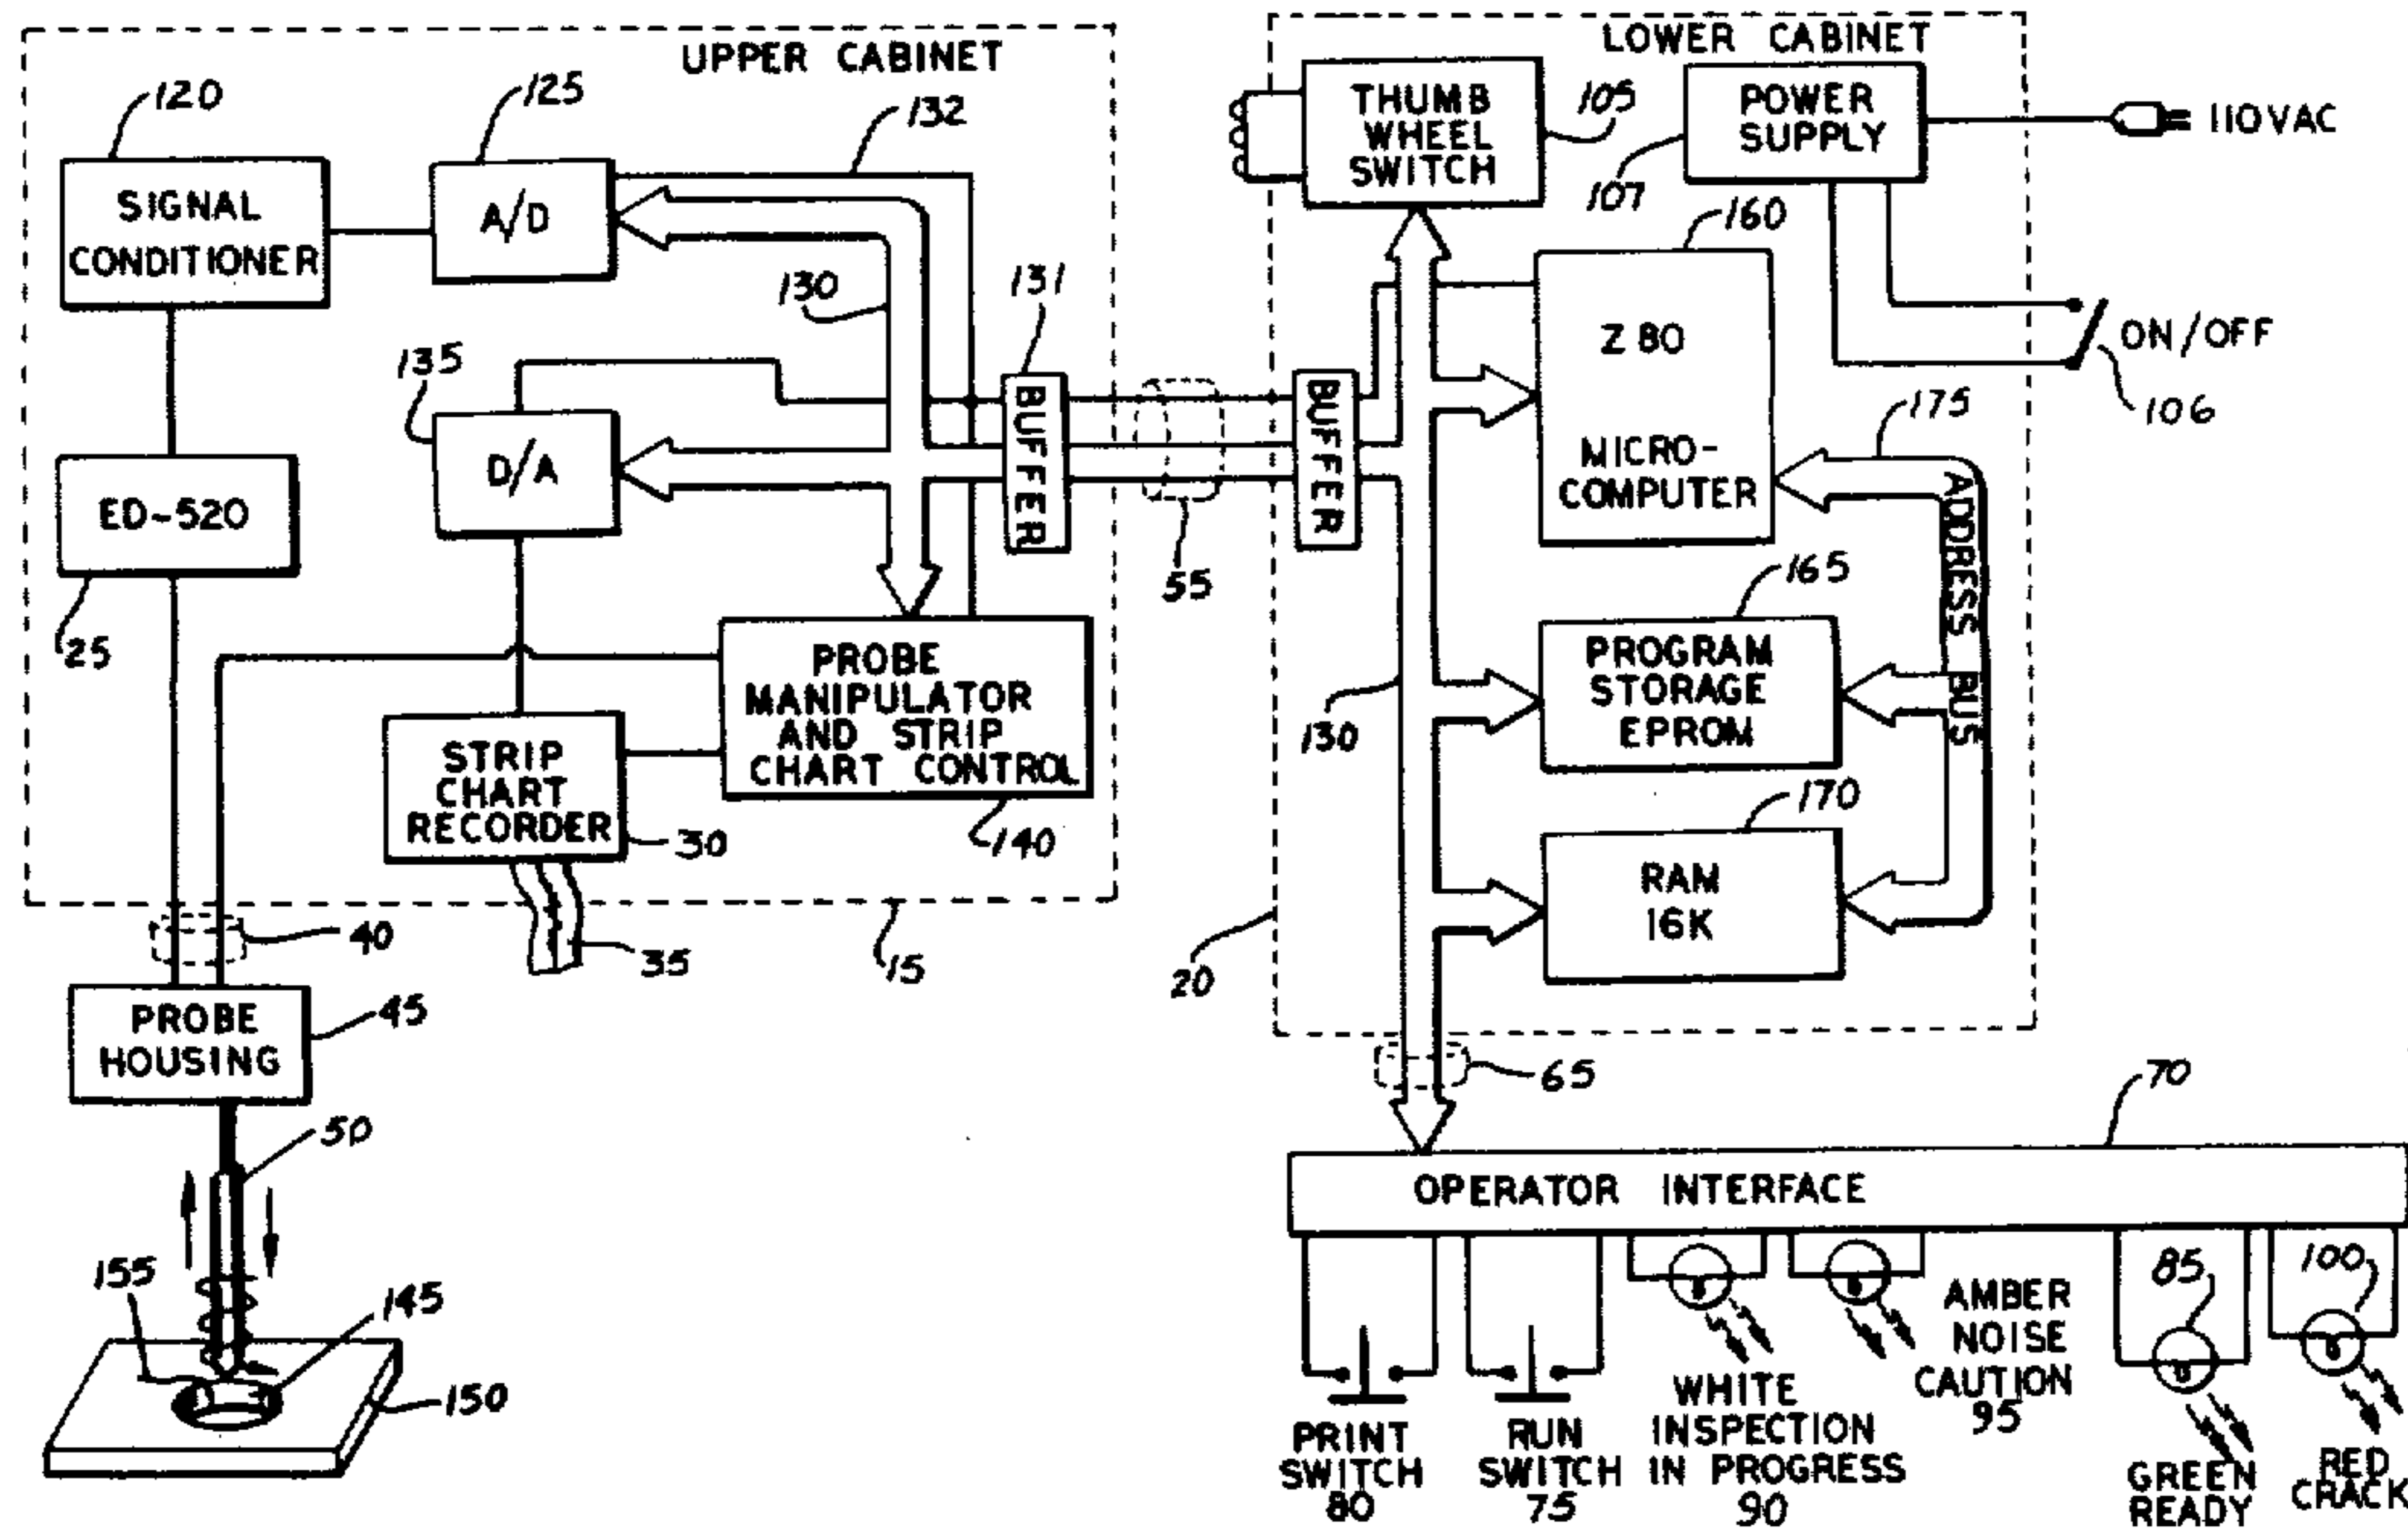 UPPER CABINET
120
125
132
SIGNAL
CONDITIONER
A/D
130
131
135
D/A
BUFFER
ED-520
25
55
PROBE
MANIPULATOR
AND STRIP
CHART CONTROL
140
STRIP
CHART
RECORDER
30
35
40
15
PROBE
HOUSING
45
50
155
145
150
LOWER CABINET
THUMB
WHEEL
SWITCH
105
POWER
SUPPLY
107
110VAC
160
Z80
MICRO-
COMPUTER
ON/OFF
106
BUFFER
175
ADDRESS BUS
165
PROGRAM
STORAGE
EPROM
130
170
RAM
16K
20
65
70
OPERATOR INTERFACE
PRINT
SWITCH
80
RUN
SWITCH
75
WHITE
INSPECTION
IN PROGRESS
90
AMBER
NOISE
CAUTION
95
85
GREEN
READY
100
RED
CRACK